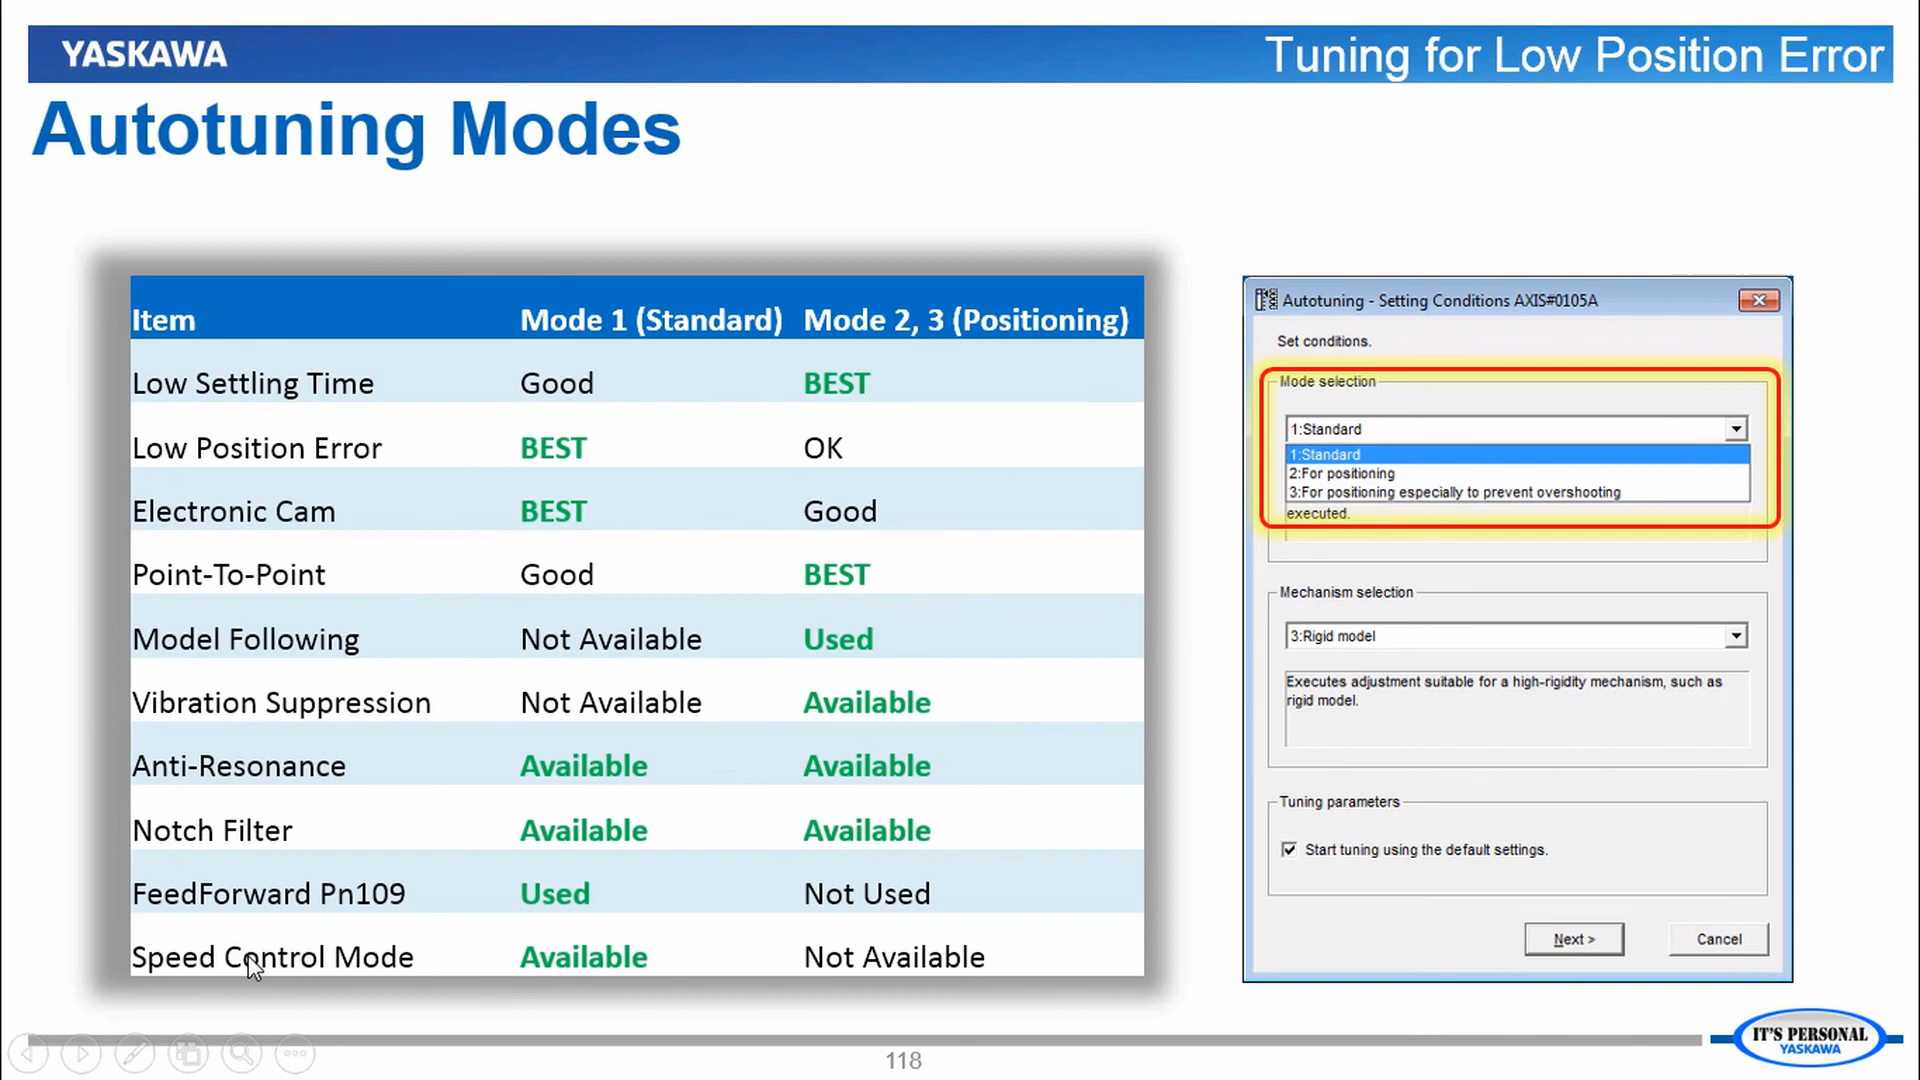 YASKAWA
Tuning for Low Position Error
Autotuning Modes
Item Mode 1 (Standard) Mode 2, 3 (Positioning)
Low Settling Time Good BEST
Low Position Error BEST OK
Electronic Cam BEST Good
Point-To-Point Good BEST
Model Following Not Available Used
Vibration Suppression Not Available Available
Anti-Resonance Available Available
Notch Filter Available Available
FeedForward Pn109 Used Not Used
Speed Control Mode Available Not Available
Autotuning - Setting Conditions AXIS#0105A
Set conditions.
Mode selection
1:Standard
1:Standard
2:For positioning
3:For positioning especially to prevent overshooting
executed.
Mechanism selection
3:Rigid model
Executes adjustment suitable for a high-rigidity mechanism, such as
rigid model.
Tuning parameters
Start tuning using the default settings.
Next >
Cancel
118
IT'S PERSONAL
YASKAWA